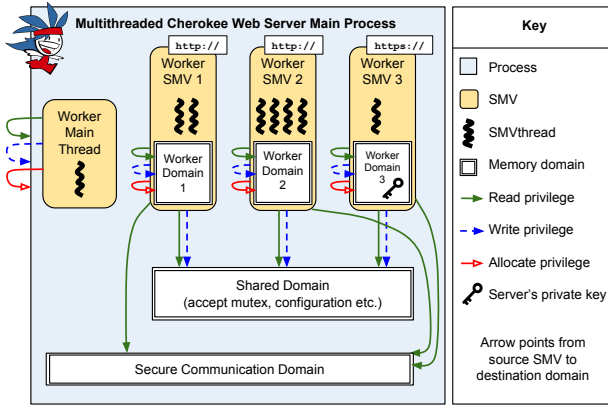 Multithreaded Cherokee Web Server Main Process
http://
http://
https://
Worker
SMV 1
Worker
SMV 2
Worker
SMV 3
Worker
Main
Thread
Worker
Domain
1
Worker
Domain
2
Worker
Domain
3
Shared Domain
(accept mutex, configuration etc.)
Secure Communication Domain
Key
Process
SMV
SMVthread
Memory domain
Read privilege
Write privilege
Allocate privilege
Server's private key
Arrow points from
source SMV to
destination domain